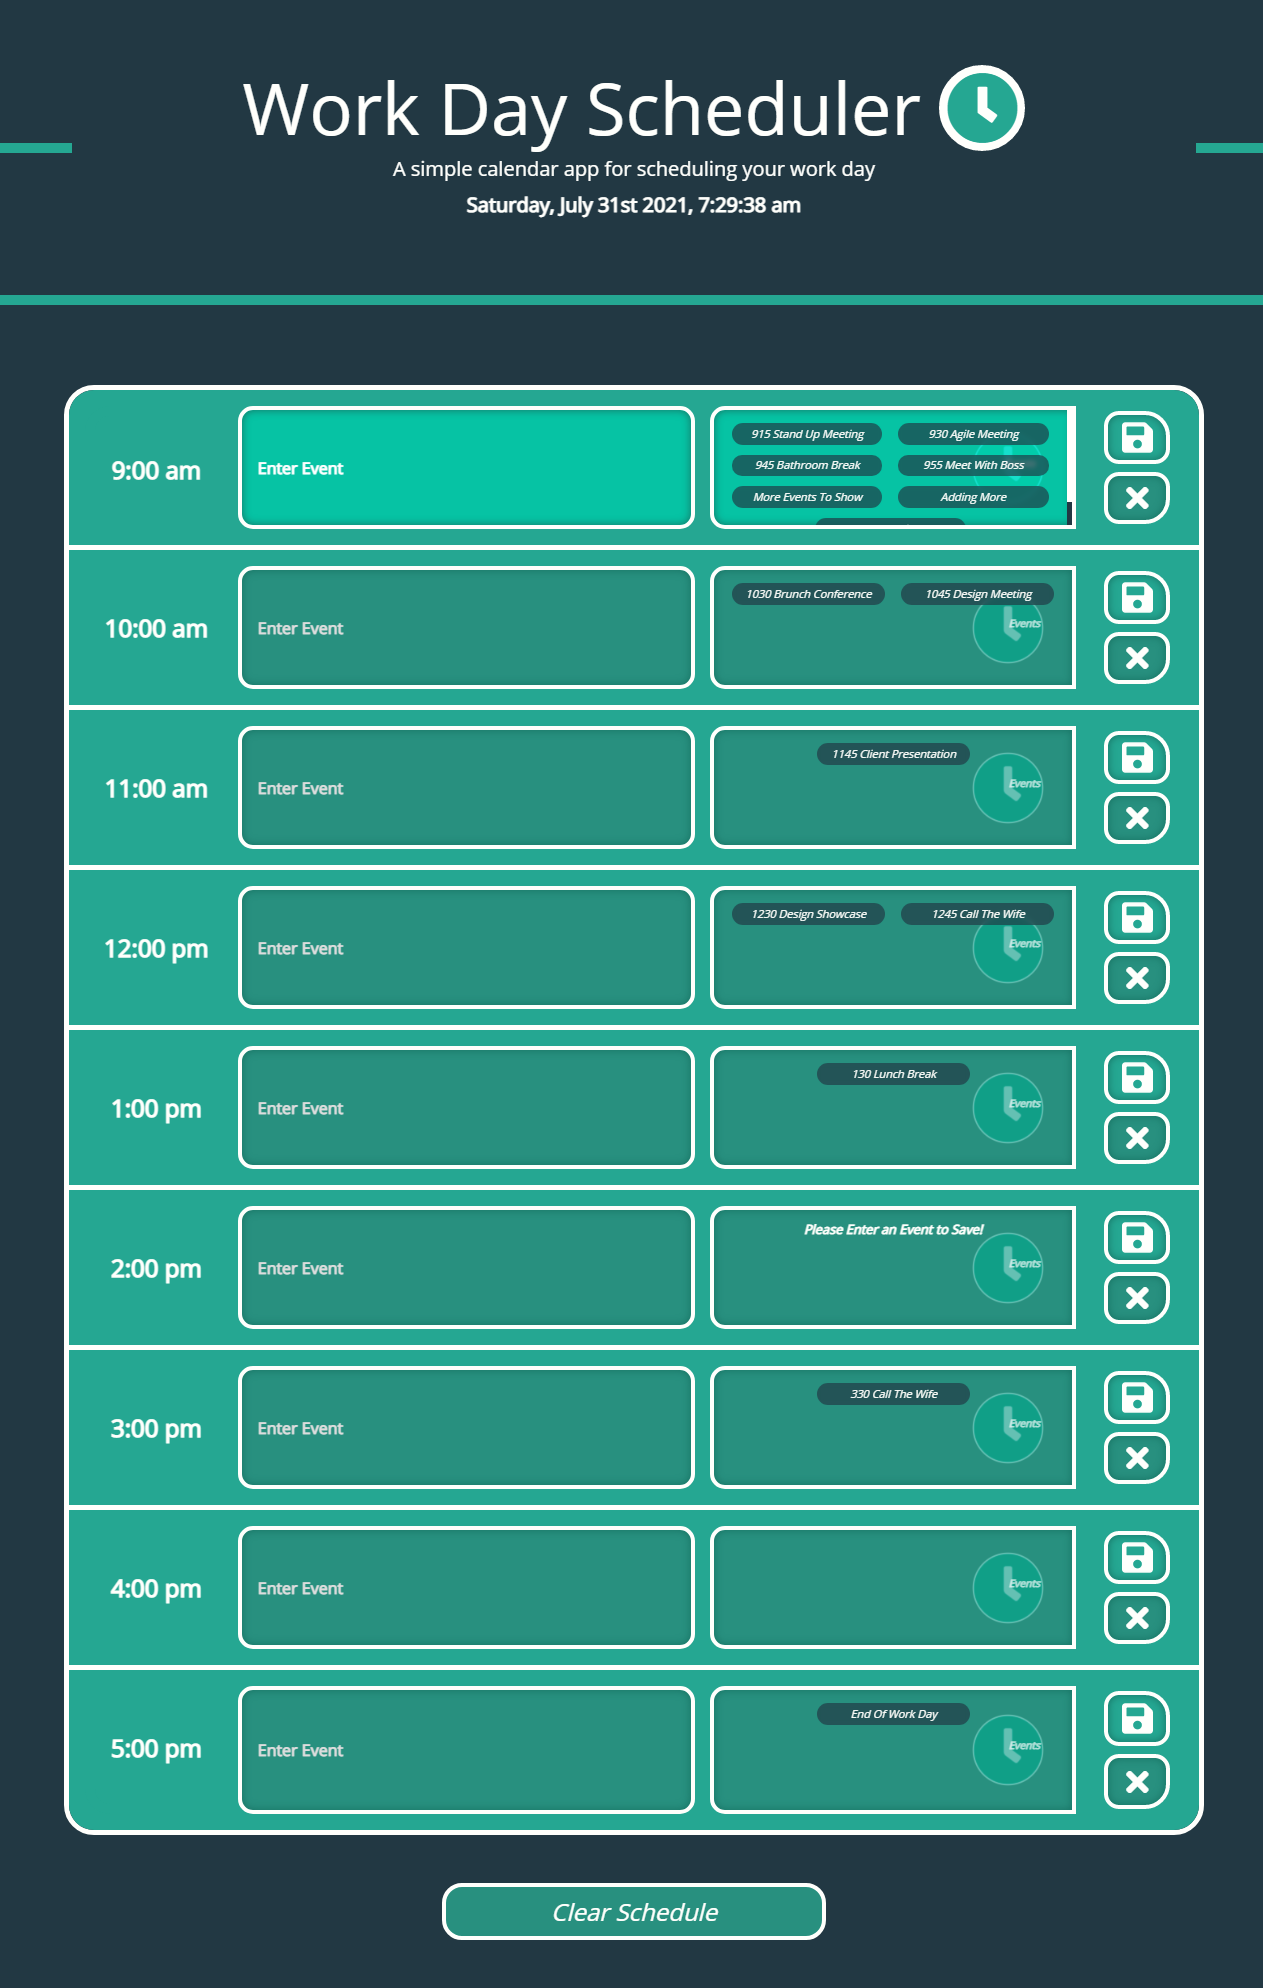 Work Day Scheduler
A simple calendar app for scheduling your work day
Saturday, July 31st 2021, 7:29:38 am
9:00 am
Enter Event
915 Stand Up Meeting
930 Agile Meeting
945 Bathroom Break
955 Meet With Boss
More Events To Show
Adding More
10:00 am
Enter Event
1030 Brunch Conference
1045 Design Meeting
Events
11:00 am
Enter Event
1145 Client Presentation
Events
12:00 pm
Enter Event
1230 Design Showcase
1245 Call The Wife
Events
1:00 pm
Enter Event
130 Lunch Break
Events
2:00 pm
Enter Event
Please Enter an Event to Save!
Events
3:00 pm
Enter Event
330 Call The Wife
Events
4:00 pm
Enter Event
Events
5:00 pm
Enter Event
End Of Work Day
Events
Clear Schedule